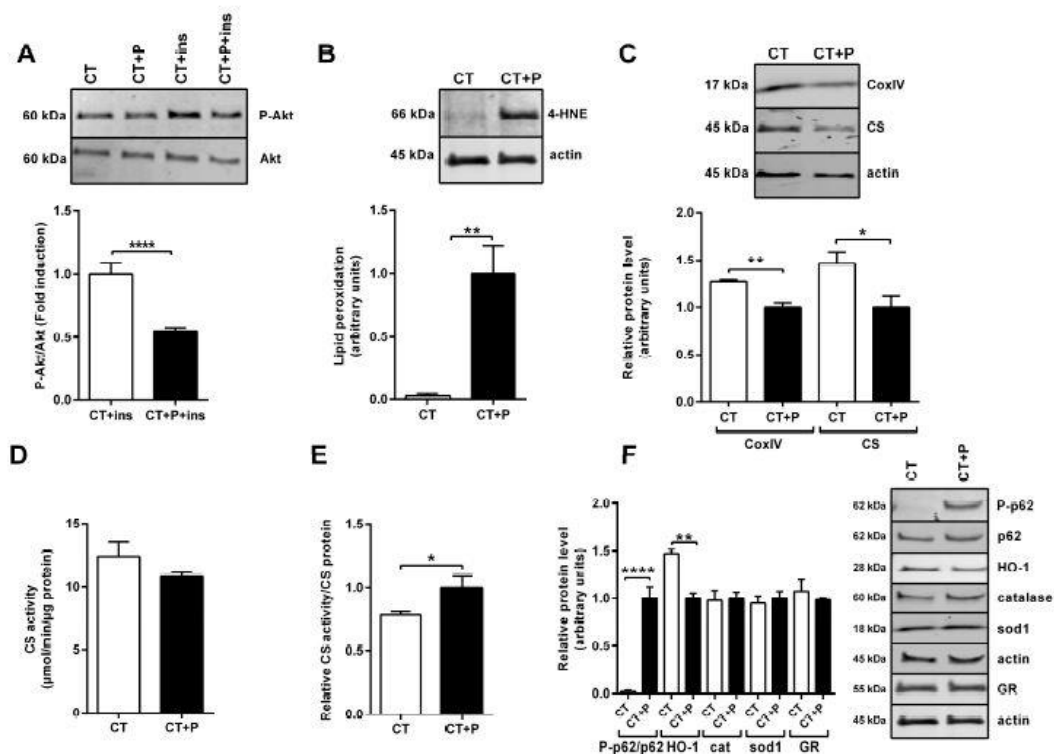 A
CT
CT+P
CT+ins
CT+P+ins
60 kDa
P-Akt
60 kDa
Akt
P-Akt/Akt (Fold induction)
1.5
1.0
0.5
0.0
****
CT+ins
CT+P+ins
B
CT
CT+P
66 kDa
4-HNE
45 kDa
actin
Lipid peroxidation
(arbitrary units)
1.5
1.0
0.5
0.0
**
CT
CT+P
C
CT
CT+P
17 kDa
CoxIV
45 kDa
CS
45 kDa
actin
Relative protein level
(arbitrary units)
2.0
1.5
1.0
0.5
0.0
**
*
CT
CT+P
CT
CT+P
CoxIV
CS
D
CS activity
(µmol/min/µg protein)
15
10
5
0
CT
CT+P
E
Relative CS activity/CS protein
1.5
1.0
0.5
0.0
*
CT
CT+P
F
Relative protein level
(arbitrary units)
2.0
1.5
1.0
0.5
0.0
****
**
CT
CT+P
CT
CT+P
CT
CT+P
CT
CT+P
CT
CT+P
P-p62/p62
HO-1
cat
sod1
GR
CT
CT+P
62 kDa
P-p62
62 kDa
p62
28 kDa
HO-1
60 kDa
catalase
18 kDa
sod1
45 kDa
actin
55 kDa
GR
45 kDa
actin